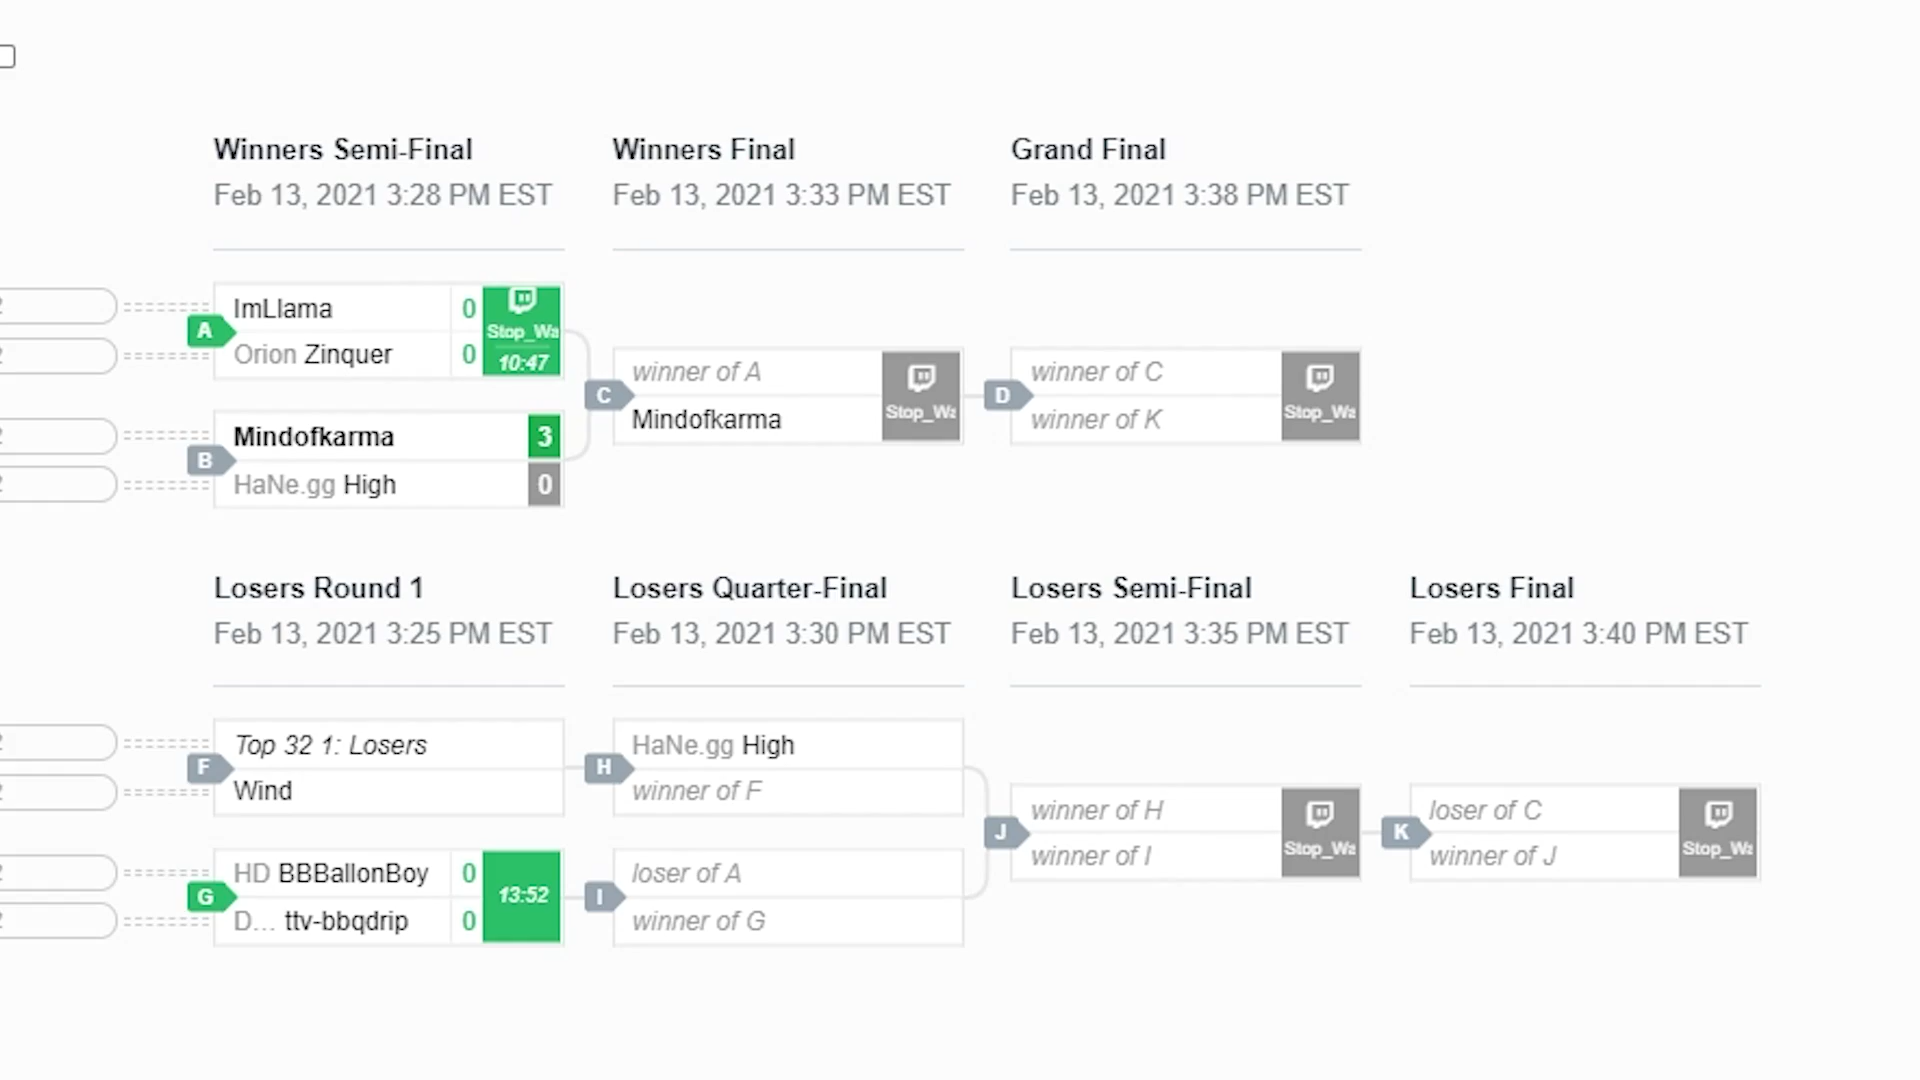 Winners Semi-Final
Feb 13, 2021 3:28 PM EST
Winners Final
Feb 13, 2021 3:33 PM EST
Grand Final
Feb 13, 2021 3:38 PM EST
A
ImLlama 0
Orion Zinquer 0
Stop_Wa
10:47
B
Mindofkarma 3
HaNe.gg High 0
C
winner of A
Mindofkarma
Stop_Wa
D
winner of C
winner of K
Stop_Wa
Losers Round 1
Feb 13, 2021 3:25 PM EST
Losers Quarter-Final
Feb 13, 2021 3:30 PM EST
Losers Semi-Final
Feb 13, 2021 3:35 PM EST
Losers Final
Feb 13, 2021 3:40 PM EST
F
Top 32 1: Losers
Wind
G
HD BBBallonBoy 0
D... ttv-bbqdrip 0
13:52
H
HaNe.gg High
winner of F
I
loser of A
winner of G
J
winner of H
winner of I
Stop_Wa
K
loser of C
winner of J
Stop_Wa